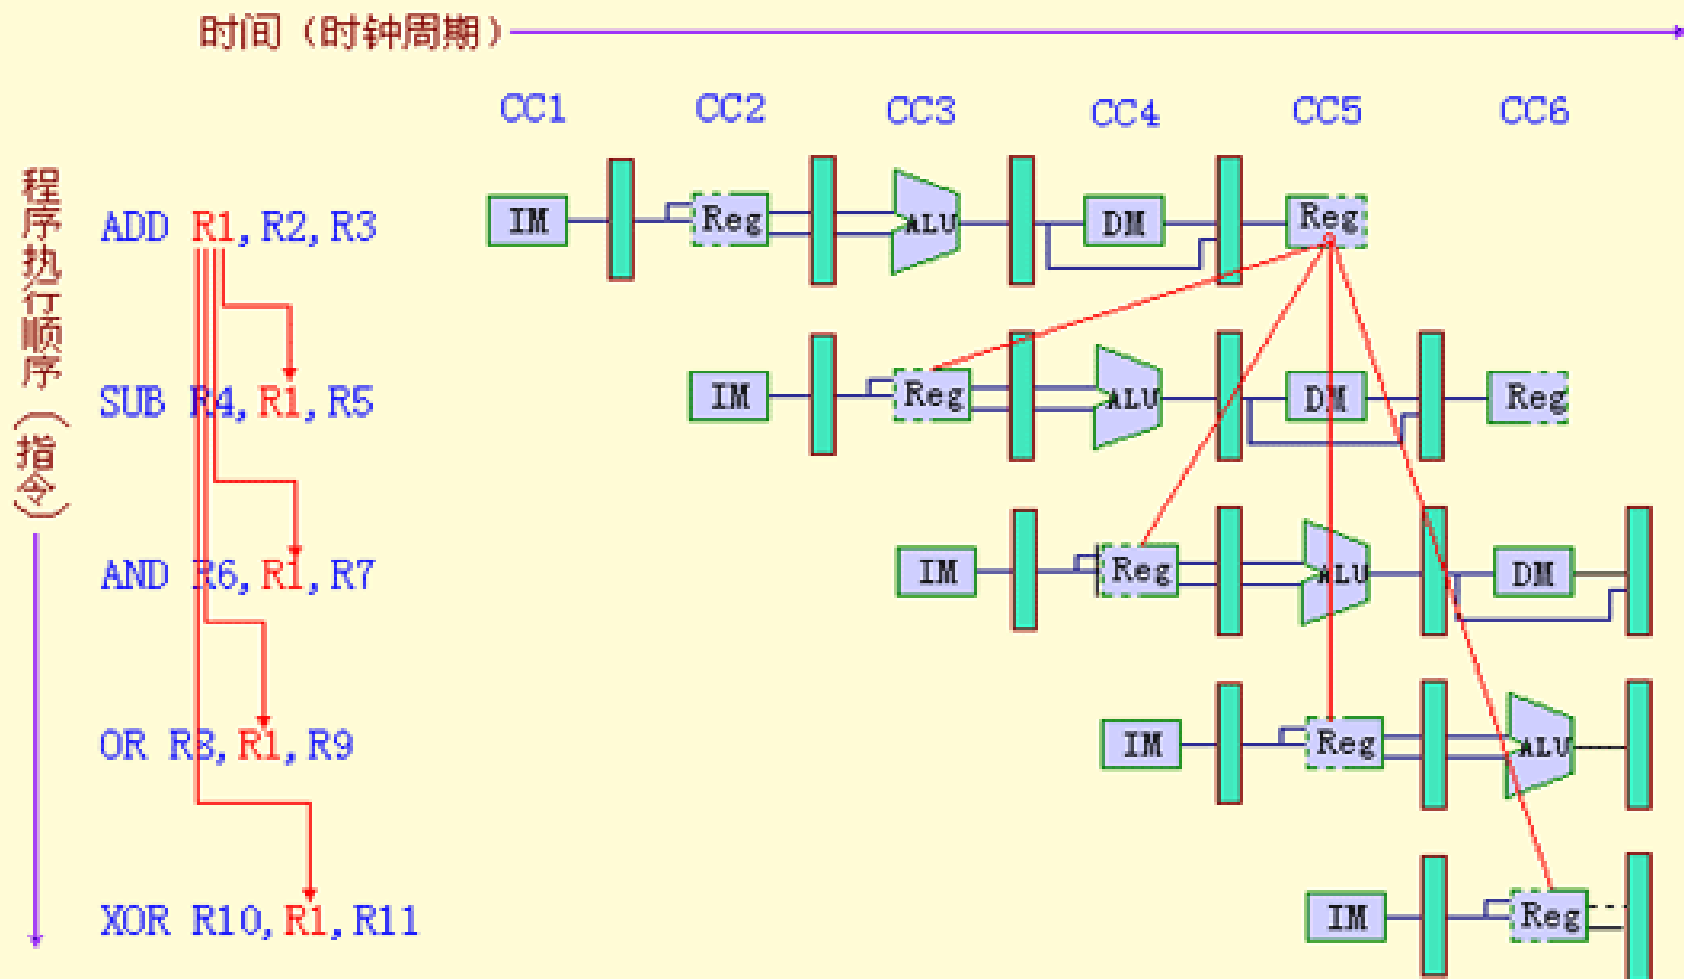 时间（时钟周期）
CC1 CC2 CC3 CC4 CC5 CC6
程序执行顺序（指令）
ADD R1,R2,R3 IM Reg ALU DM Reg
SUB R4,R1,R5 IM Reg ALU DM Reg
AND R6,R1,R7 IM Reg ALU DM
OR R8,R1,R9 IM Reg ALU
XOR R10,R1,R11 IM Reg